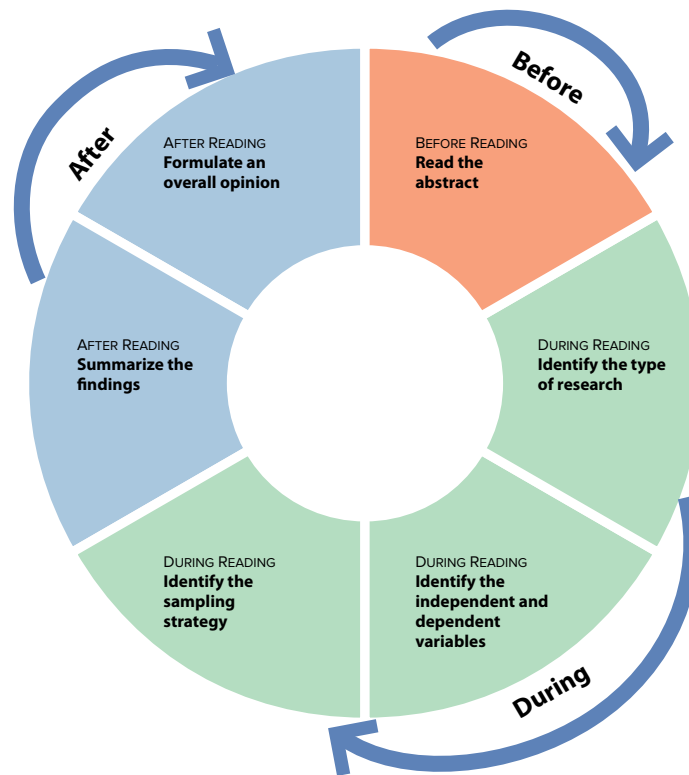 Before
BEFORE READING
Read the
abstract
DURING READING
Identify the type
of research
During
DURING READING
Identify the
independent and
dependent
variables
DURING READING
Identify the
sampling
strategy
AFTER READING
Summarize the
findings
After
AFTER READING
Formulate an
overall opinion